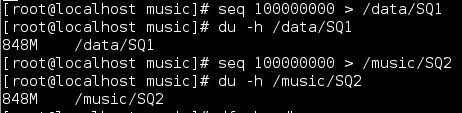 [root@localhost music]# seq 100000000 > /data/SQ1
[root@localhost music]# du -h /data/SQ1
848M    /data/SQ1
[root@localhost music]# seq 100000000 > /music/SQ2
[root@localhost music]# du -h /music/SQ2
848M    /music/SQ2